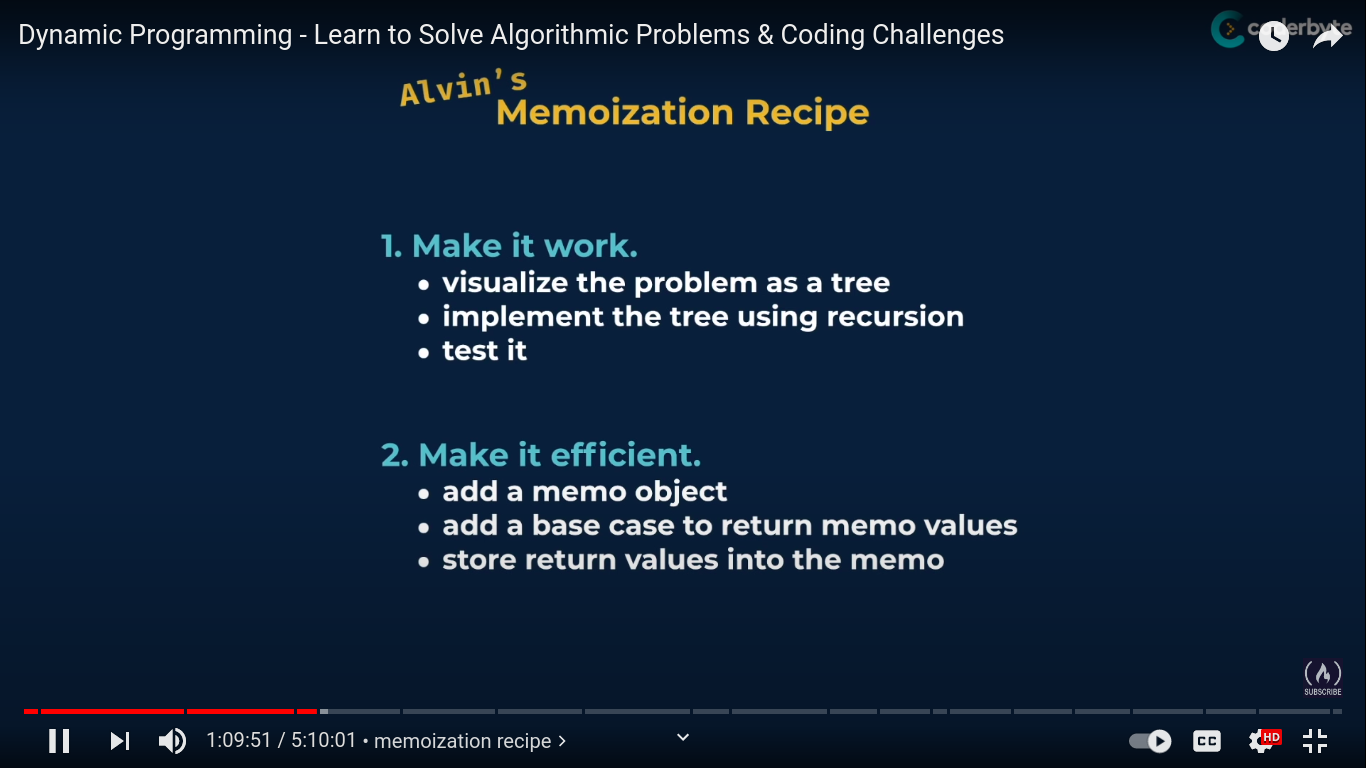 Dynamic Programming - Learn to Solve Algorithmic Problems & Coding Challenges
coderbyte
Alvin's
Memoization Recipe
1. Make it work.
• visualize the problem as a tree
• implement the tree using recursion
• test it
2. Make it efficient.
• add a memo object
• add a base case to return memo values
• store return values into the memo
SUBSCRIBE
1:09:51 / 5:10:01 • memoization recipe
CC
HD